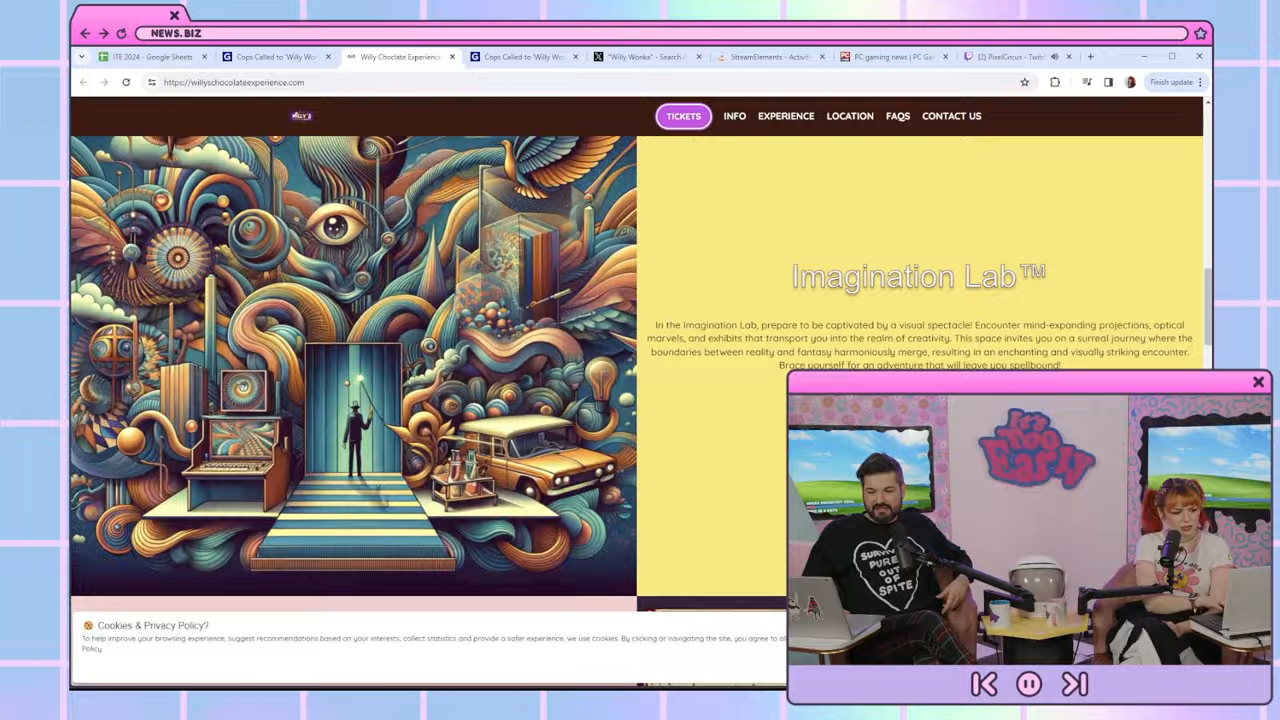 NEWS.BIZ
ITE 2024 - Google Sheets
Cops Called to 'Willy Wo
Willy Choclate Experience
Cops Called to 'Willy Wo
"Willy Wonka" - Search
StreamElements - Activity
PC gaming news | PC Ga
(2) PixelCircus - Twitc
https://willyschocolateexperience.com
Finish update
WILLY'S
TICKETS
INFO
EXPERIENCE
LOCATION
FAQS
CONTACT US
Imagination Lab™
In the Imagination Lab, prepare to be captivated by a visual spectacle! Encounter mind-expanding projections, optical
marvels, and exhibits that transport you into the realm of creativity. This space invites you on a surreal journey where the
boundaries between reality and fantasy harmoniously merge, resulting in an enchanting and visually striking encounter.
Brace yourself for an adventure that will leave you spellbound!
It's
Too
Early
SURVIVING
PURE
OUT
OF
SPITE
Cookies & Privacy Policy?
To help improve your browsing experience, suggest recommendations based on your interests, collect statistics and provide a safer experience, we use cookies. By clicking or navigating the site, you agree to al
Policy